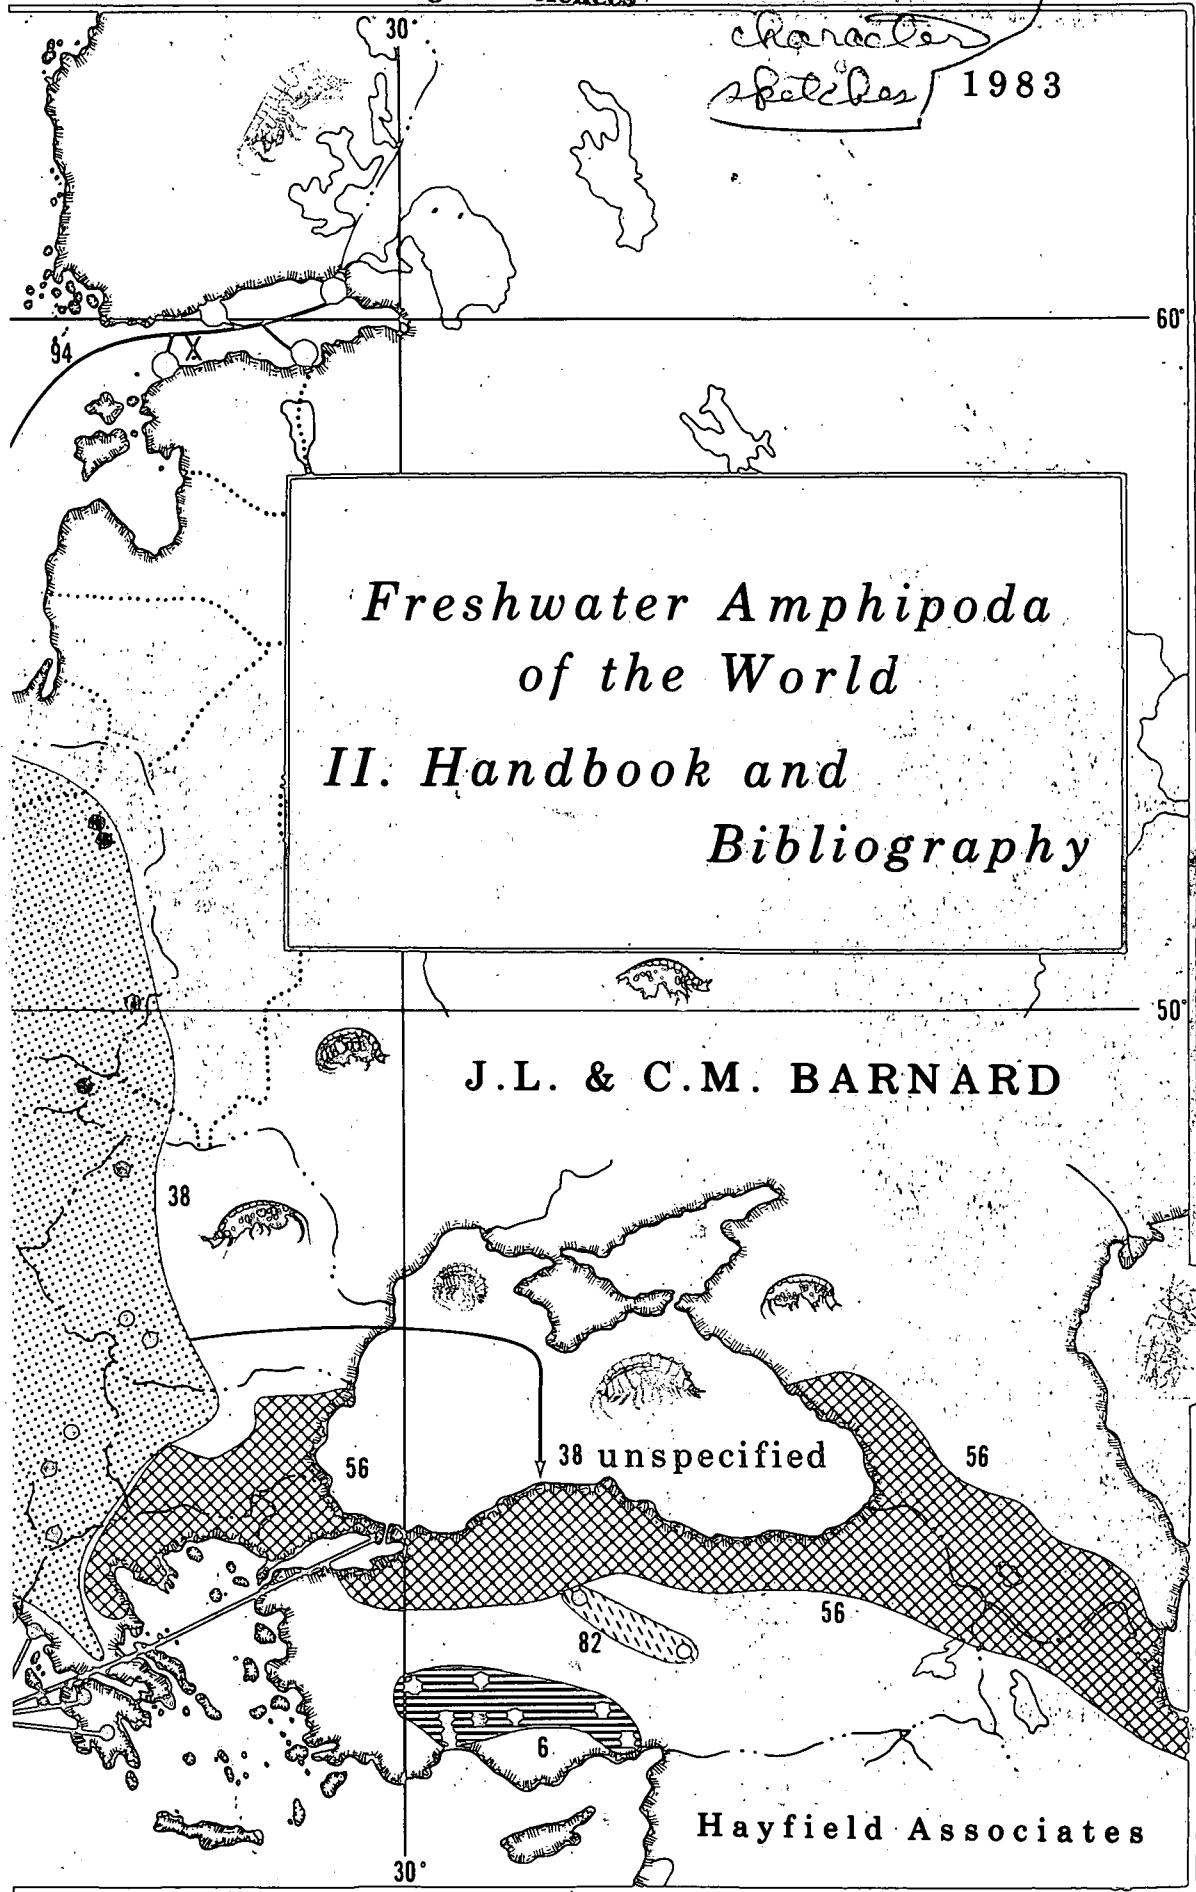 30°
character
sketches
1983
60°
94
X
Freshwater Amphipoda
of the World
II. Handbook and
Bibliography
50°
J.L. & C.M. BARNARD
38
56
38 unspecified
56
56
82
6
Hayfield Associates
30°